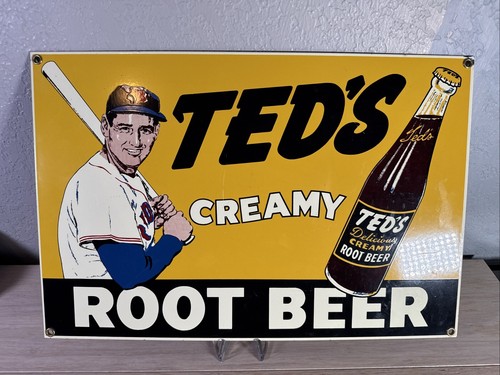 TED'S
CREAMY
ROOT BEER
Ted's
TED'S
Delicious
CREAMY
ROOT BEER